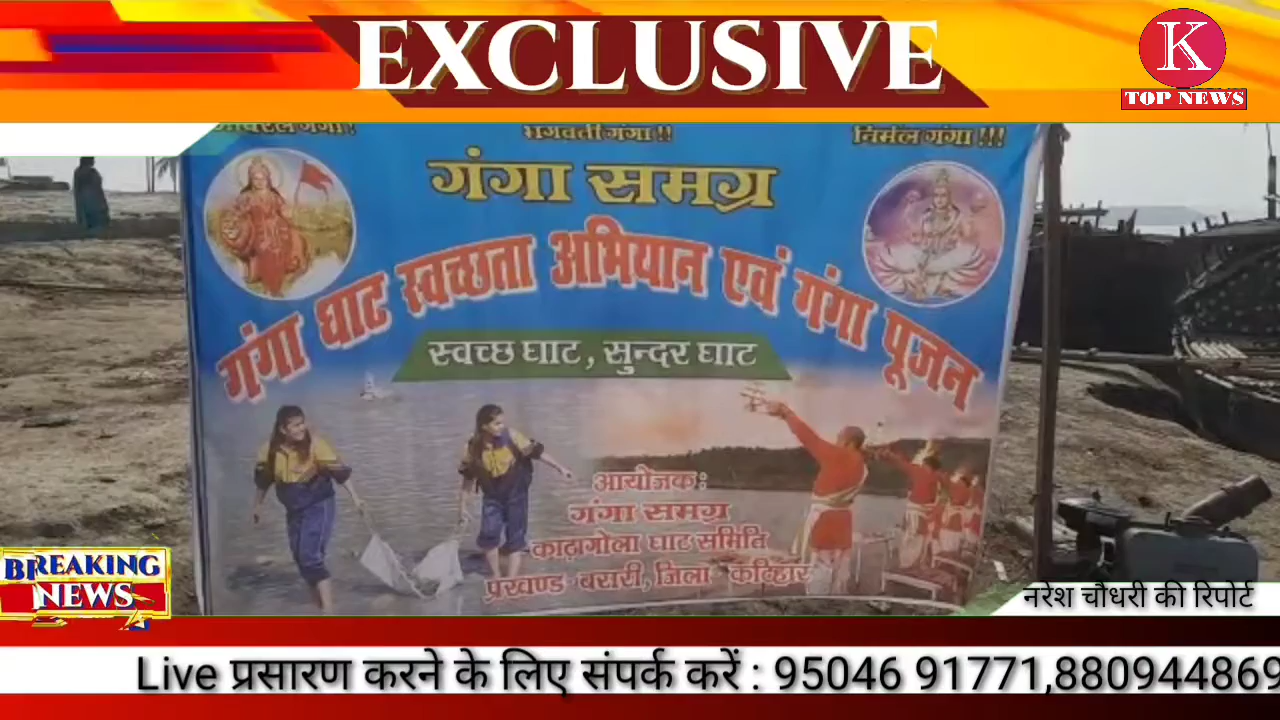 EXCLUSIVE
K
TOP NEWS
भगवती गंगा !!
निर्मल गंगा !!!
गंगा समग्र
गंगा घाट स्वच्छता अभियान एवं गंगा पूजन
स्वच्छ घाट, सुन्दर घाट
आयोजक :
गंगा समग्र
काढ़ागोला घाट समिति
प्रखण्ड- बरारी, जिला- कटिहार
BREAKING
NEWS
नरेश चौधरी की रिपोर्ट
Live प्रसारण करने के लिए संपर्क करें : 95046 91771,880944869